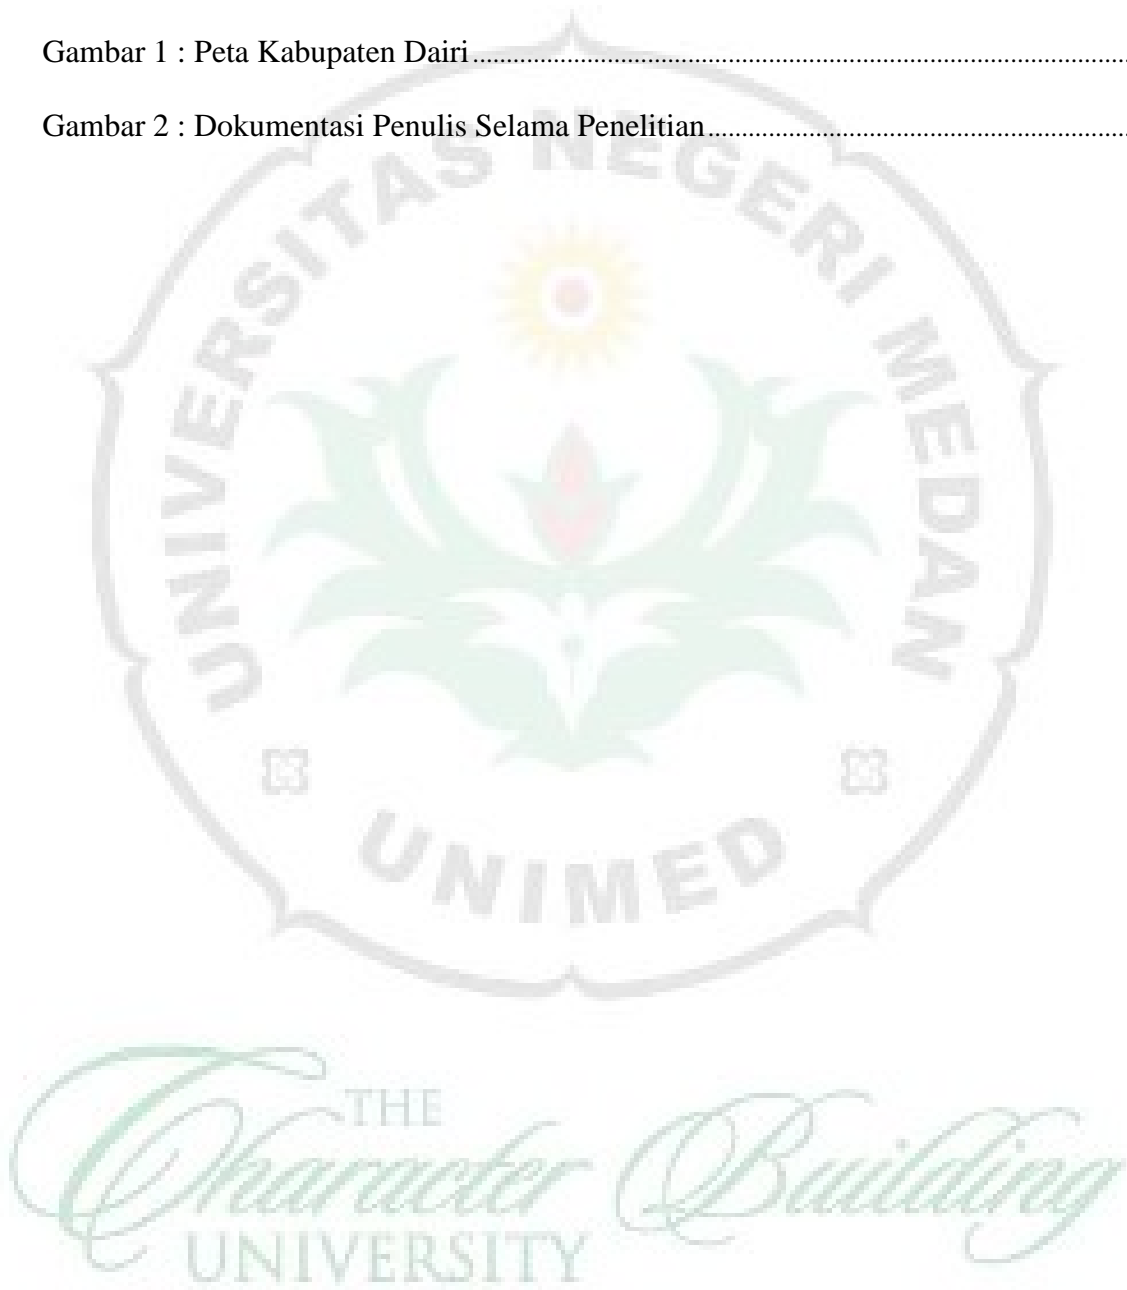 Gambar 1 : Peta Kabupaten Dairi........................................................................................
Gambar 2 : Dokumentasi Penulis Selama Penelitian........................................................
UNIVERSITAS NEGERI MEDAN
UNIMED
THE
Character Building
UNIVERSITY